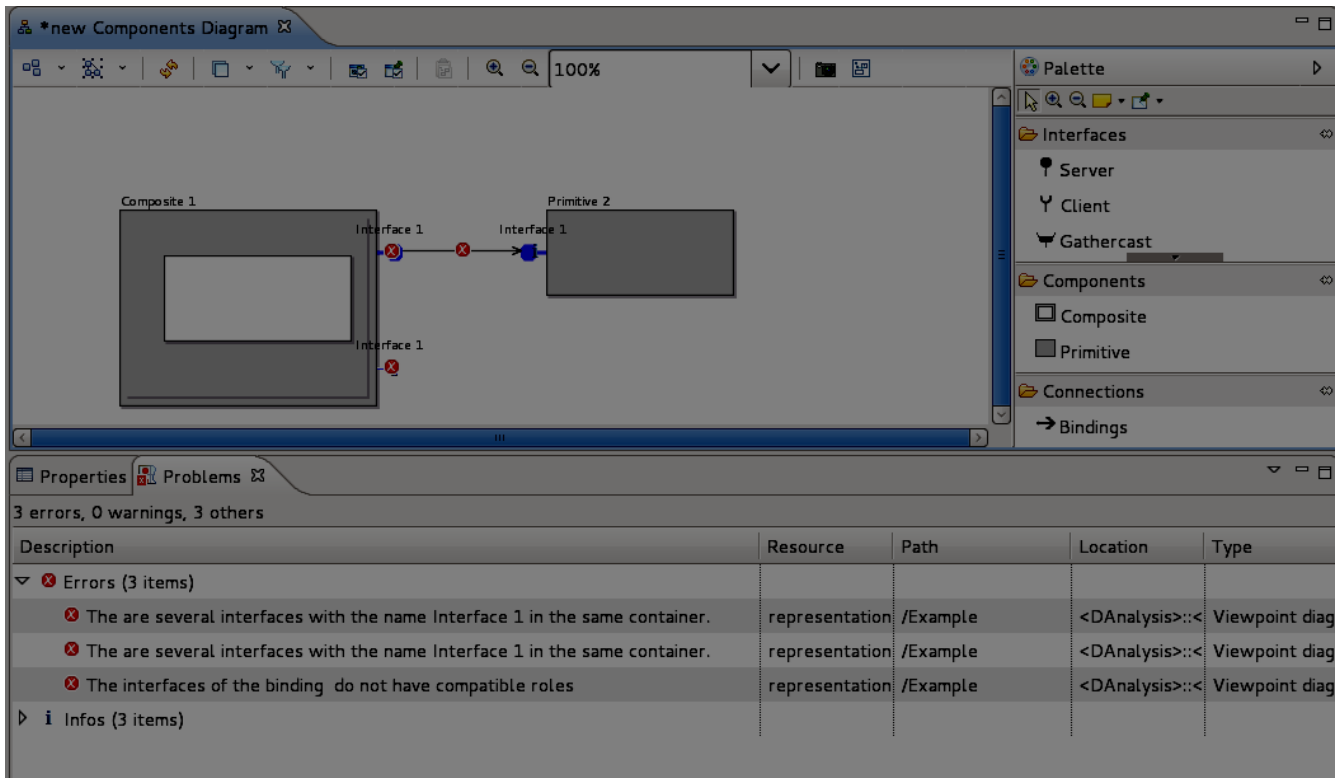 *new Components Diagram
100%
Palette
Interfaces
Server
Client
Gathercast
Components
Composite
Primitive
Connections
Bindings
Composite 1
Primitive 2
Interface 1
Interface 1
Interface 1
Properties
Problems
3 errors, 0 warnings, 3 others
Description Resource Path Location Type
Errors (3 items)
The are several interfaces with the name Interface 1 in the same container. representation /Example <DAnalysis>::< Viewpoint diag
The are several interfaces with the name Interface 1 in the same container. representation /Example <DAnalysis>::< Viewpoint diag
The interfaces of the binding do not have compatible roles representation /Example <DAnalysis>::< Viewpoint diag
i Infos (3 items)